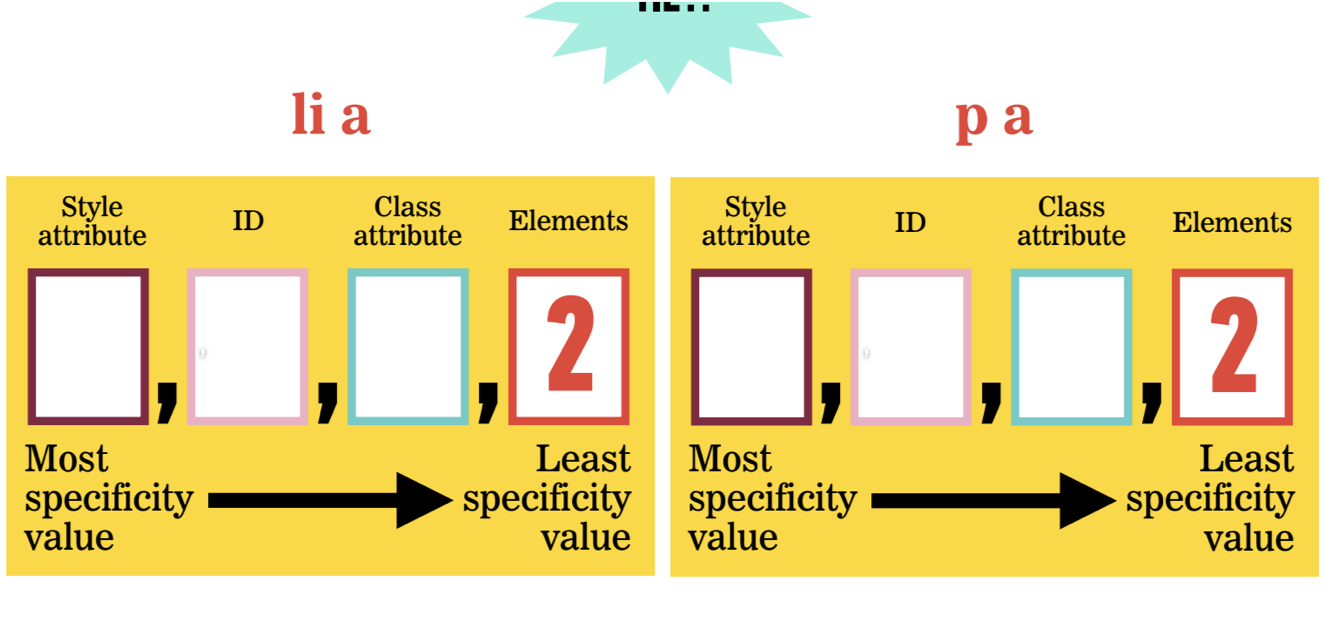 li a
Style
attribute
ID
Class
attribute
Elements
, , , 2
Most
specificity
value
Least
specificity
value
p a
Style
attribute
ID
Class
attribute
Elements
, , , 2
Most
specificity
value
Least
specificity
value